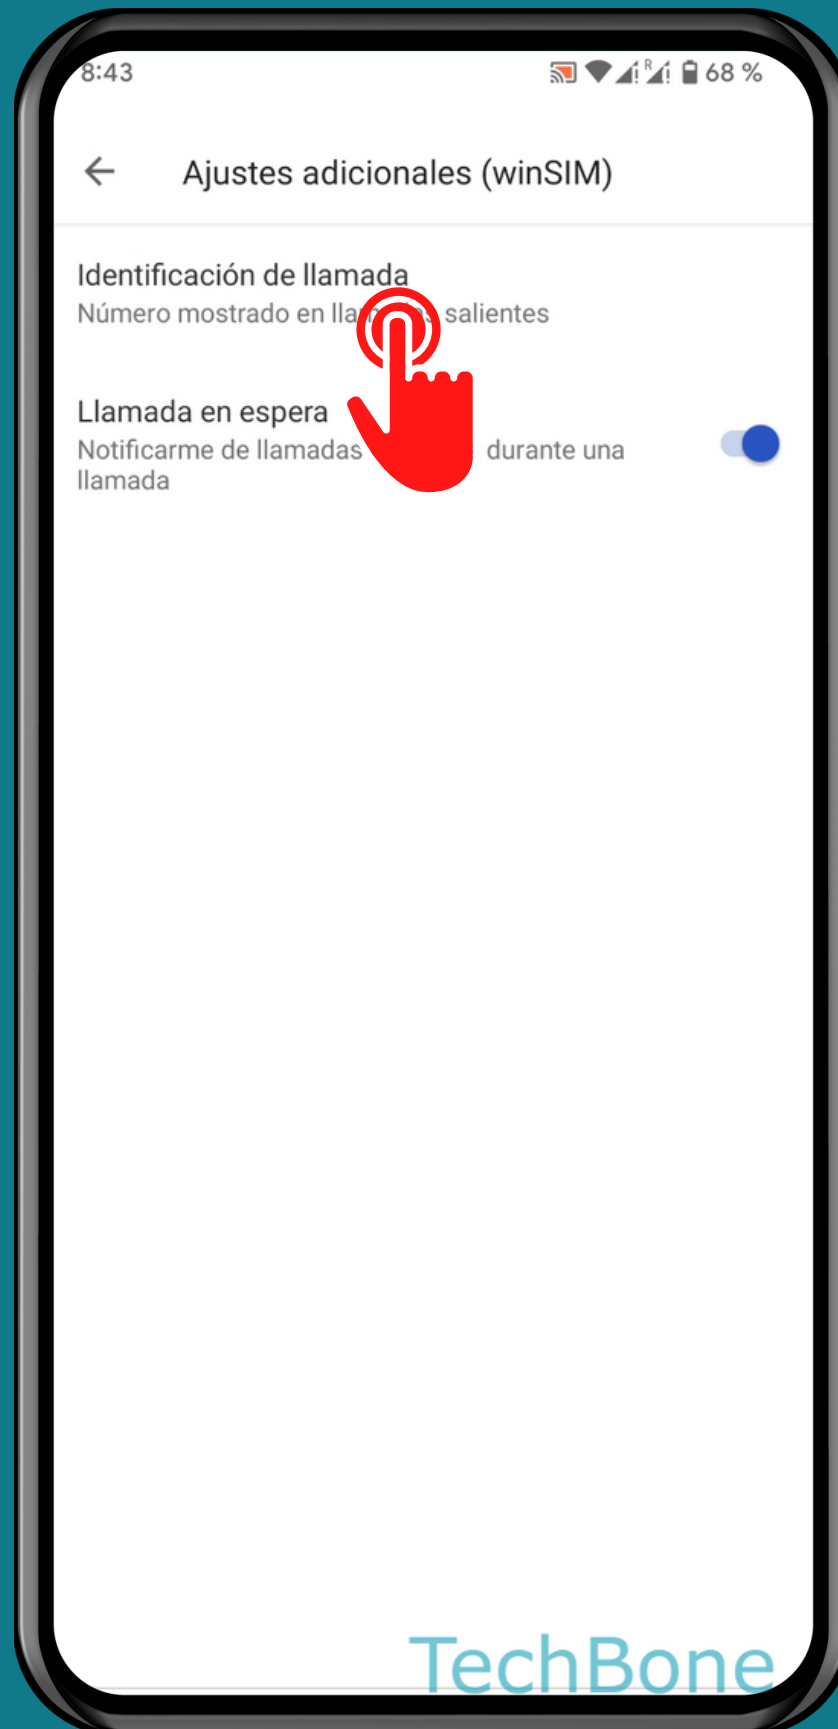 8:43
R
68 %
Ajustes adicionales (winSIM)
Identificación de llamada
Número mostrado en salientes
Llamada en espera
Notificarme de llamadas durante una
llamada
TechBone